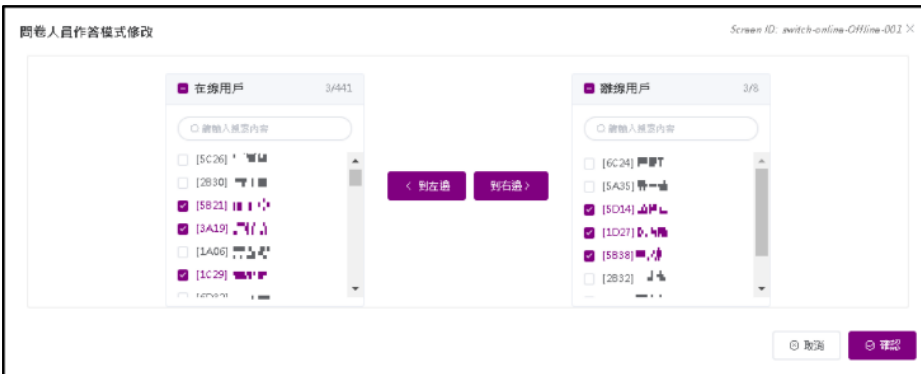 問卷人員作答模式修改
Screen ID: switch-online-Offline-001
在線用戶 3/441
請輸入搜索內容
[5C26]
[2B30]
[5B21]
[3A19]
[1A06]
[1C29]
到左邊
到右邊
離線用戶 3/8
請輸入搜索內容
[6C24]
[5A35]
[5D14]
[1D27]
[5B38]
[2B32]
取消
確認